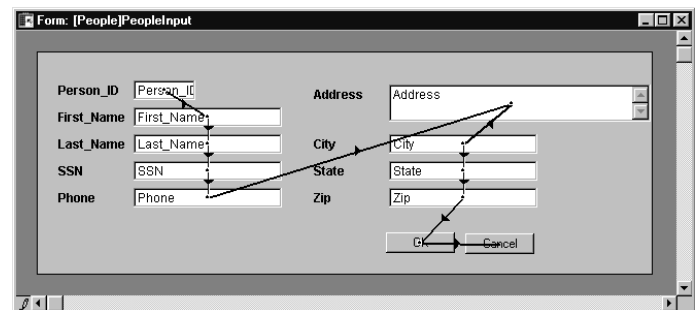 Form: [People]PeopleInput
Person_ID Person_ID
First_Name First_Name
Last_Name Last_Name
SSN SSN
Phone Phone
Address Address
City City
State State
Zip Zip
OK Cancel